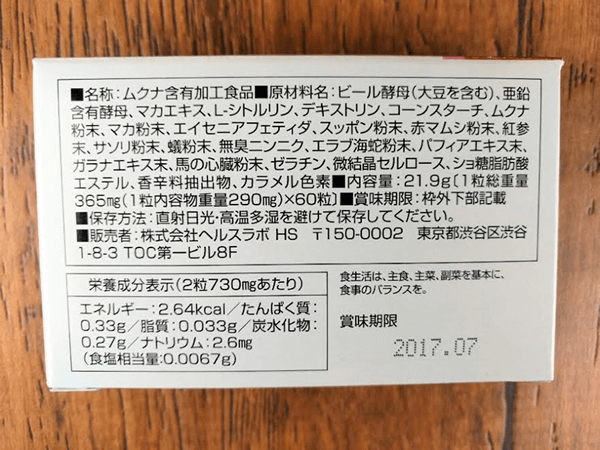 ■名称：ムクナ含有加工食品■原材料名：ビール酵母（大豆を含む）、亜鉛
含有酵母、マカエキス、L-シトルリン、デキストリン、コーンスターチ、ムクナ
粉末、マカ粉末、エイセニアフェティダ、スッポン粉末、赤マムシ粉末、紅参
末、サソリ粉末、蟻粉末、無臭ニンニク、エラブ海蛇粉末、パフィアエキス末、
ガラナエキス末、馬の心臓粉末、ゼラチン、微結晶セルロース、ショ糖脂肪酸
エステル、香辛料抽出物、カラメル色素■内容量：21.9g（1粒総重量
365mg（1粒内容物重量290mg）×60粒）■賞味期限：枠外下部記載
■保存方法：直射日光・高温多湿を避けて保存してください。
■販売者：株式会社ヘルスラボ HS 〒150-0002 東京都渋谷区渋谷
1-8-3 TOC第一ビル8F
栄養成分表示（2粒730mgあたり）
エネルギー：2.64kcal/たんぱく質：
0.33g/脂質：0.033g/炭水化物：
0.27g/ナトリウム：2.6mg
（食塩相当量：0.0067g）
食生活は、主食、主菜、副菜を基本に、
食事のバランスを。
賞味期限
2017.07